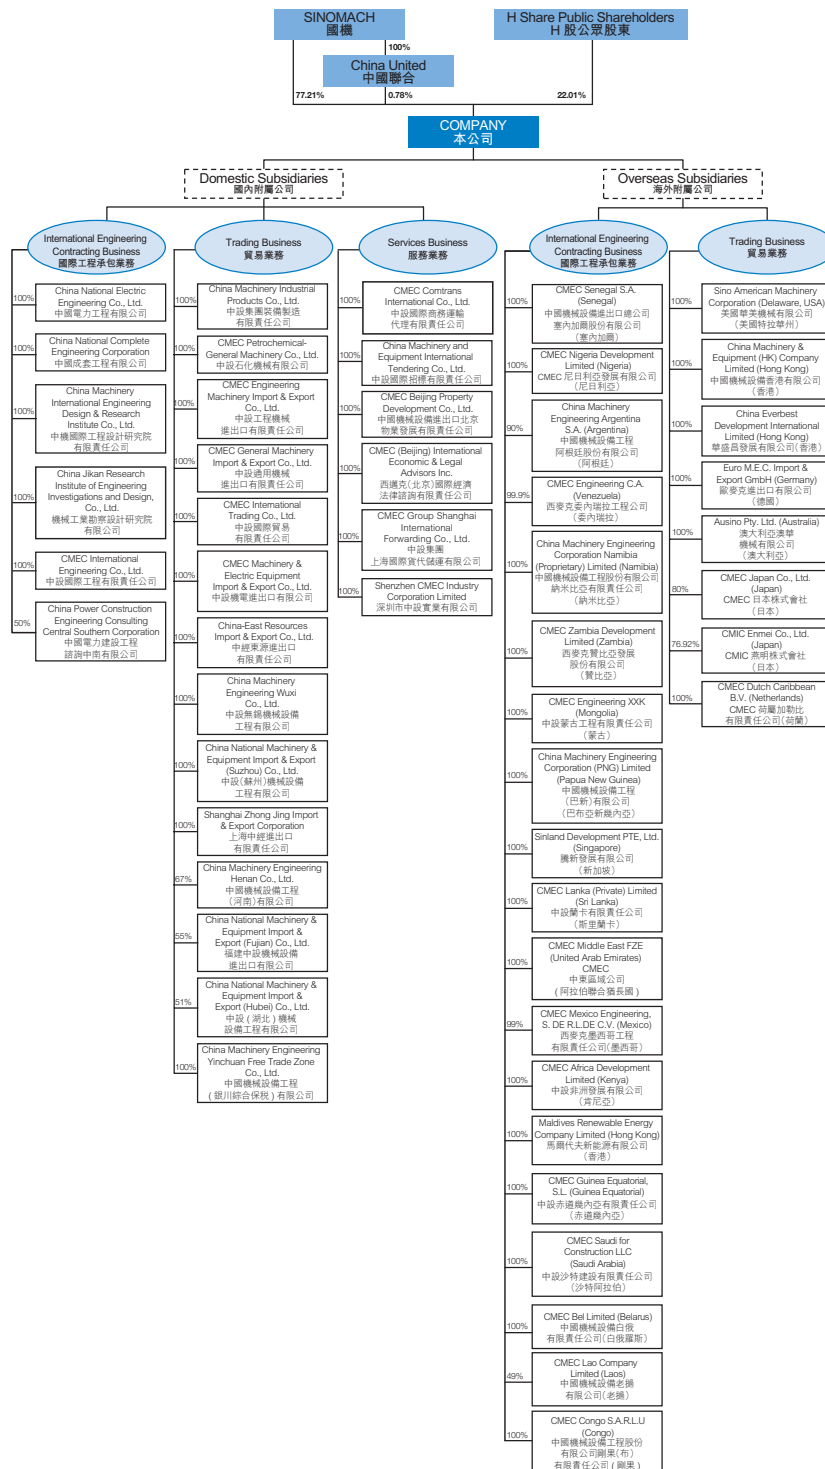 SINOMACH
國機
H Share Public Shareholders
H 股公眾股東
100%
China United
中國聯合
77.21%
0.78%
22.01%
COMPANY
本公司
Domestic Subsidiaries
國內附屬公司
Overseas Subsidiaries
海外附屬公司
International Engineering
Contracting Business
國際工程承包業務
100%
China National Electric
Engineering Co., Ltd.
中國電力工程有限公司
100%
China National Complete
Engineering Corporation
中國成套工程有限公司
100%
China Machinery
International Engineering
Design & Research
Institute Co., Ltd.
中機國際工程設計研究院
有限責任公司
100%
China Jikan Research
Institute of Engineering
Investigations and Design,
Co., Ltd.
機械工業勘察設計研究院
有限公司
100%
CMEC International
Engineering Co., Ltd.
中設國際工程有限責任公司
50%
China Power Construction
Engineering Consulting
Central Southern Corporation
中國電力建設工程
諮詢中南有限公司
Trading Business
貿易業務
100%
China Machinery Industrial
Products Co., Ltd.
中設集團裝備製造
有限責任公司
100%
CMEC Petrochemical-
General Machinery Co., Ltd.
中設石化機械有限公司
100%
CMEC Engineering
Machinery Import & Export
Co., Ltd.
中設工程機械
進出口有限責任公司
100%
CMEC General Machinery
Import & Export Co., Ltd.
中設通用機械
進出口有限責任公司
100%
CMEC International
Trading Co., Ltd.
中設國際貿易
有限責任公司
100%
CMEC Machinery &
Electric Equipment
Import & Export Co., Ltd.
中設機電進出口有限公司
100%
China-East Resources
Import & Export Co., Ltd.
中經東源進出口
有限責任公司
100%
China Machinery
Engineering Wuxi
Co., Ltd.
中設無錫機械設備
工程有限公司
100%
China National Machinery &
Equipment Import & Export
(Suzhou) Co., Ltd.
中設(蘇州)機械設備
工程有限公司
100%
Shanghai Zhong Jing Import
& Export Corporation
上海中經進出口
有限責任公司
67%
China Machinery Engineering
Henan Co., Ltd.
中國機械設備工程
(河南)有限公司
55%
China National Machinery &
Equipment Import &
Export (Fujian) Co., Ltd.
福建中設機械設備
進出口有限公司
51%
China National Machinery &
Equipment Import &
Export (Hubei) Co., Ltd.
中設 ( 湖北 ) 機械
設備工程有限公司
100%
China Machinery Engineering
Yinchuan Free Trade Zone
Co., Ltd.
中國機械設備工程
( 銀川綜合保税 ) 有限公司
Services Business
服務業務
100%
CMEC Comtrans
International Co., Ltd.
中設國際商務運輸
代理有限責任公司
100%
China Machinery and
Equipment International
Tendering Co., Ltd.
中設國際招標有限責任公司
100%
CMEC Beijing Property
Development Co., Ltd.
中國機械設備進出口北京
物業發展有限責任公司
100%
CMEC (Beijing) International
Economic & Legal
Advisors Inc.
西邁克(北京)國際經濟
法律諮詢有限責任公司
100%
CMEC Group Shanghai
International
Forwarding Co., Ltd.
中設集團
上海國際貨代儲運有限公司
100%
Shenzhen CMEC Industry
Corporation Limited
深圳市中設實業有限公司
International Engineering
Contracting Business
國際工程承包業務
100%
CMEC Senegal S.A.
(Senegal)
中國機械設備進出口總公司
塞內加爾股份有限公司
(塞內加爾)
100%
CMEC Nigeria Development
Limited (Nigeria)
CMEC 尼日利亞發展有限公司
(尼日利亞)
90%
China Machinery
Engineering Argentina
S.A. (Argentina)
中國機械設備工程
阿根廷股份有限公司
(阿根廷)
99.9%
CMEC Engineering C.A.
(Venezuela)
西麥克委內瑞拉工程公司
(委內瑞拉)
100%
China Machinery Engineering
Corporation Namibia
(Proprietary) Limited (Namibia)
中國機械設備工程股份有限公司
納米比亞有限責任公司
(納米比亞)
100%
CMEC Zambia Development
Limited (Zambia)
西麥克贊比亞發展
股份有限公司
(贊比亞)
100%
CMEC Engineering XXK
(Mongolia)
中設蒙古工程有限責任公司
(蒙古)
100%
China Machinery Engineering
Corporation (PNG) Limited
(Papua New Guinea)
中國機械設備工程
(巴新)有限公司
(巴布亞新幾內亞)
100%
Sinland Development PTE, Ltd.
(Singapore)
騰新發展有限公司
(新加坡)
100%
CMEC Lanka (Private) Limited
(Sri Lanka)
中設蘭卡有限責任公司
(斯里蘭卡)
100%
CMEC Middle East FZE
(United Arab Emirates)
CMEC
中東區域公司
( 阿拉伯聯合酋長國 )
99%
CMEC Mexico Engineering,
S. DE R.L.DE C.V. (Mexico)
西麥克墨西哥工程
有限責任公司(墨西哥)
100%
CMEC Africa Development
Limited (Kenya)
中設非洲發展有限公司
(肯尼亞)
100%
Maldives Renewable Energy
Company Limited (Hong Kong)
馬爾代夫新能源有限公司
(香港)
100%
CMEC Guinea Equatorial,
S.L. (Guinea Equatorial)
中設赤道幾內亞有限責任公司
(赤道幾內亞)
100%
CMEC Saudi for
Construction LLC
(Saudi Arabia)
中設沙特建設有限責任公司
(沙特阿拉伯)
100%
CMEC Bel Limited (Belarus)
中國機械設備白俄
有限責任公司(白俄羅斯)
49%
CMEC Lao Company
Limited (Laos)
中國機械設備老撾
有限公司(老撾)
100%
CMEC Congo S.A.R.L.U
(Congo)
中國機械設備工程股份
有限公司剛果(布)
有限責任公司 ( 剛果 )
Trading Business
貿易業務
100%
Sino American Machinery
Corporation (Delaware, USA)
美國華美機械有限公司
(美國特拉華州)
100%
China Machinery &
Equipment (HK) Company
Limited (Hong Kong)
中國機械設備香港有限公司
(香港)
100%
China Everbest
Development International
Limited (Hong Kong)
華盛昌發展有限公司(香港)
100%
Euro M.E.C. Import &
Export GmbH (Germany)
歐麥克進出口有限公司
(德國)
100%
Ausino Pty. Ltd. (Australia)
澳大利亞澳華
機械有限公司
(澳大利亞)
80%
CMEC Japan Co., Ltd.
(Japan)
CMEC 日本株式會社
(日本)
76.92%
CMIC Enmei Co., Ltd.
(Japan)
CMIC 燕明株式會社
(日本)
100%
CMEC Dutch Caribbean
B.V. (Netherlands)
CMEC 荷屬加勒比
有限責任公司(荷蘭)